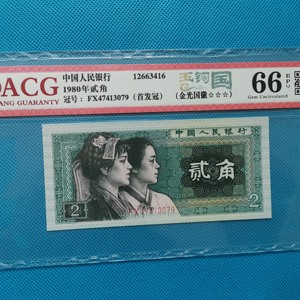 ACG
中国人民银行 12663416
1980年贰角
冠号: FX47413079 (首发冠)
玉钩国
(金光国徽☆☆☆)
66 EPQ
Gem Uncirculated
ANG GUARANTY
中国人民银行
贰角
FX47413079
2
2